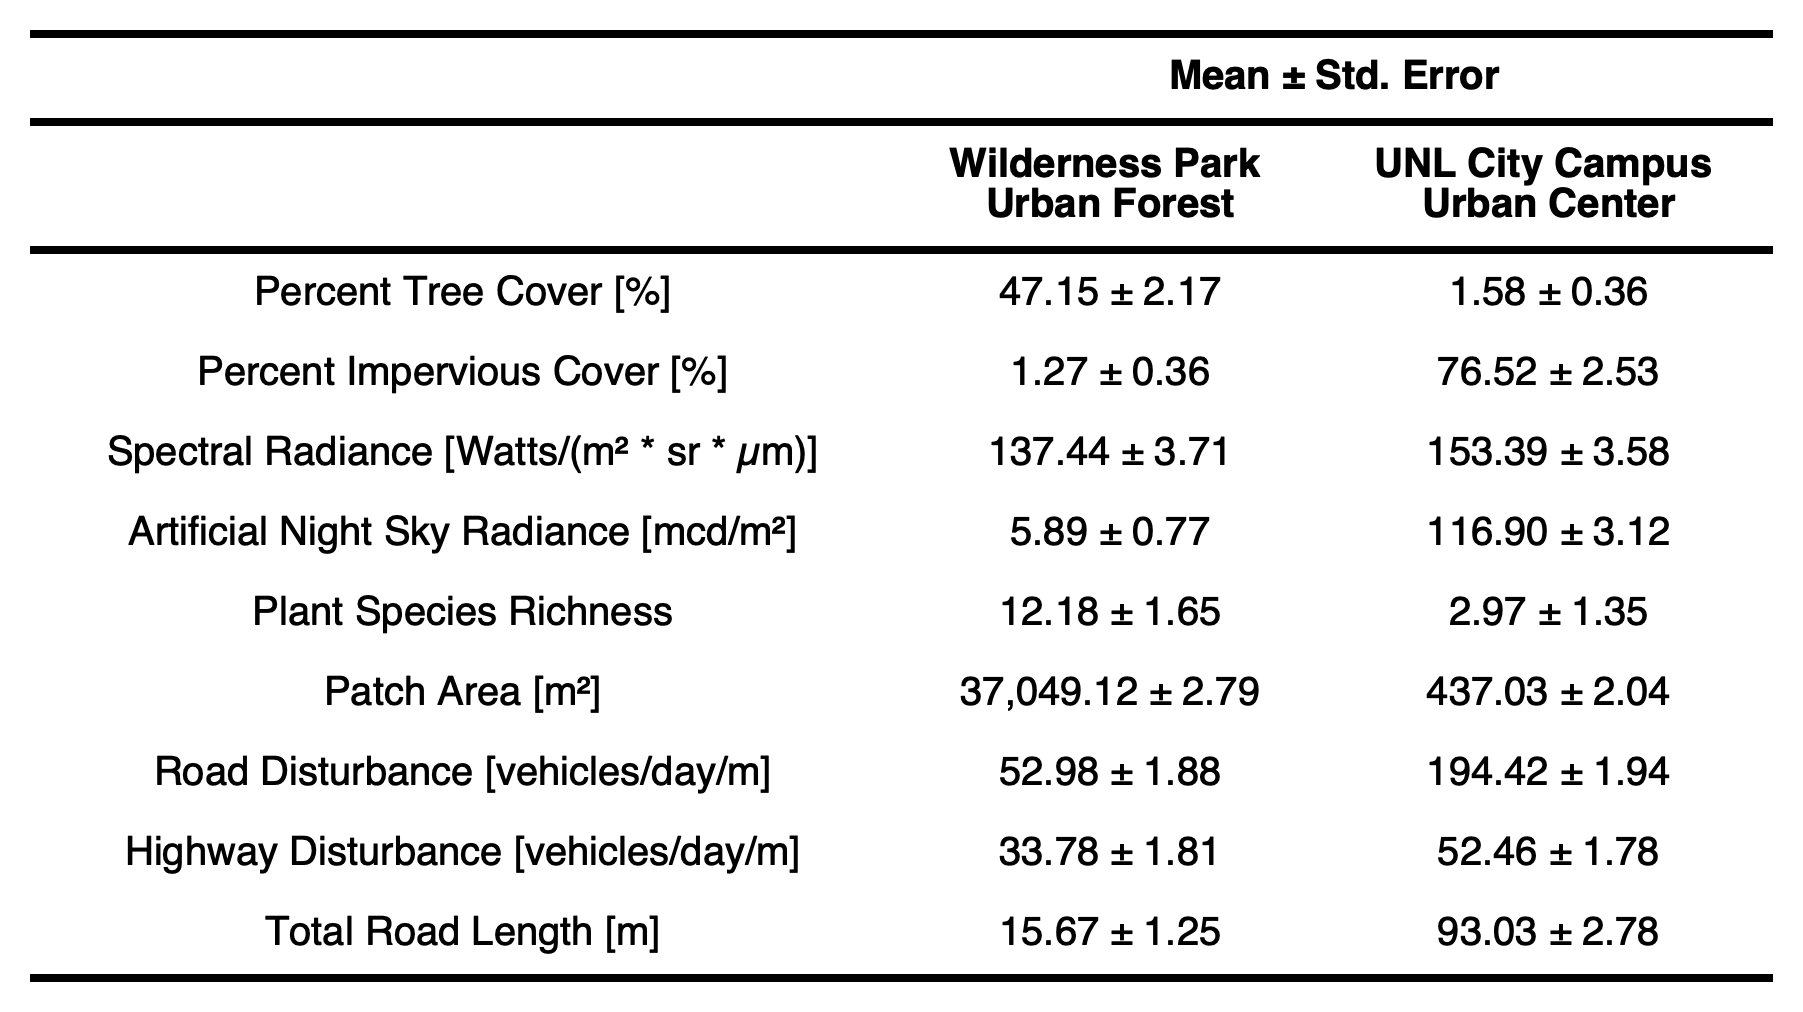 Mean ± Std. Error
Wilderness Park UNL City Campus
Urban Forest Urban Center
Percent Tree Cover [%] 47.15 ± 2.17 1.58 ± 0.36
Percent Impervious Cover [%] 1.27 ± 0.36 76.52 ± 2.53
Spectral Radiance [Watts/(m² * sr * µm)] 137.44 ± 3.71 153.39 ± 3.58
Artificial Night Sky Radiance [mcd/m²] 5.89 ± 0.77 116.90 ± 3.12
Plant Species Richness 12.18 ± 1.65 2.97 ± 1.35
Patch Area [m²] 37,049.12 ± 2.79 437.03 ± 2.04
Road Disturbance [vehicles/day/m] 52.98 ± 1.88 194.42 ± 1.94
Highway Disturbance [vehicles/day/m] 33.78 ± 1.81 52.46 ± 1.78
Total Road Length [m] 15.67 ± 1.25 93.03 ± 2.78